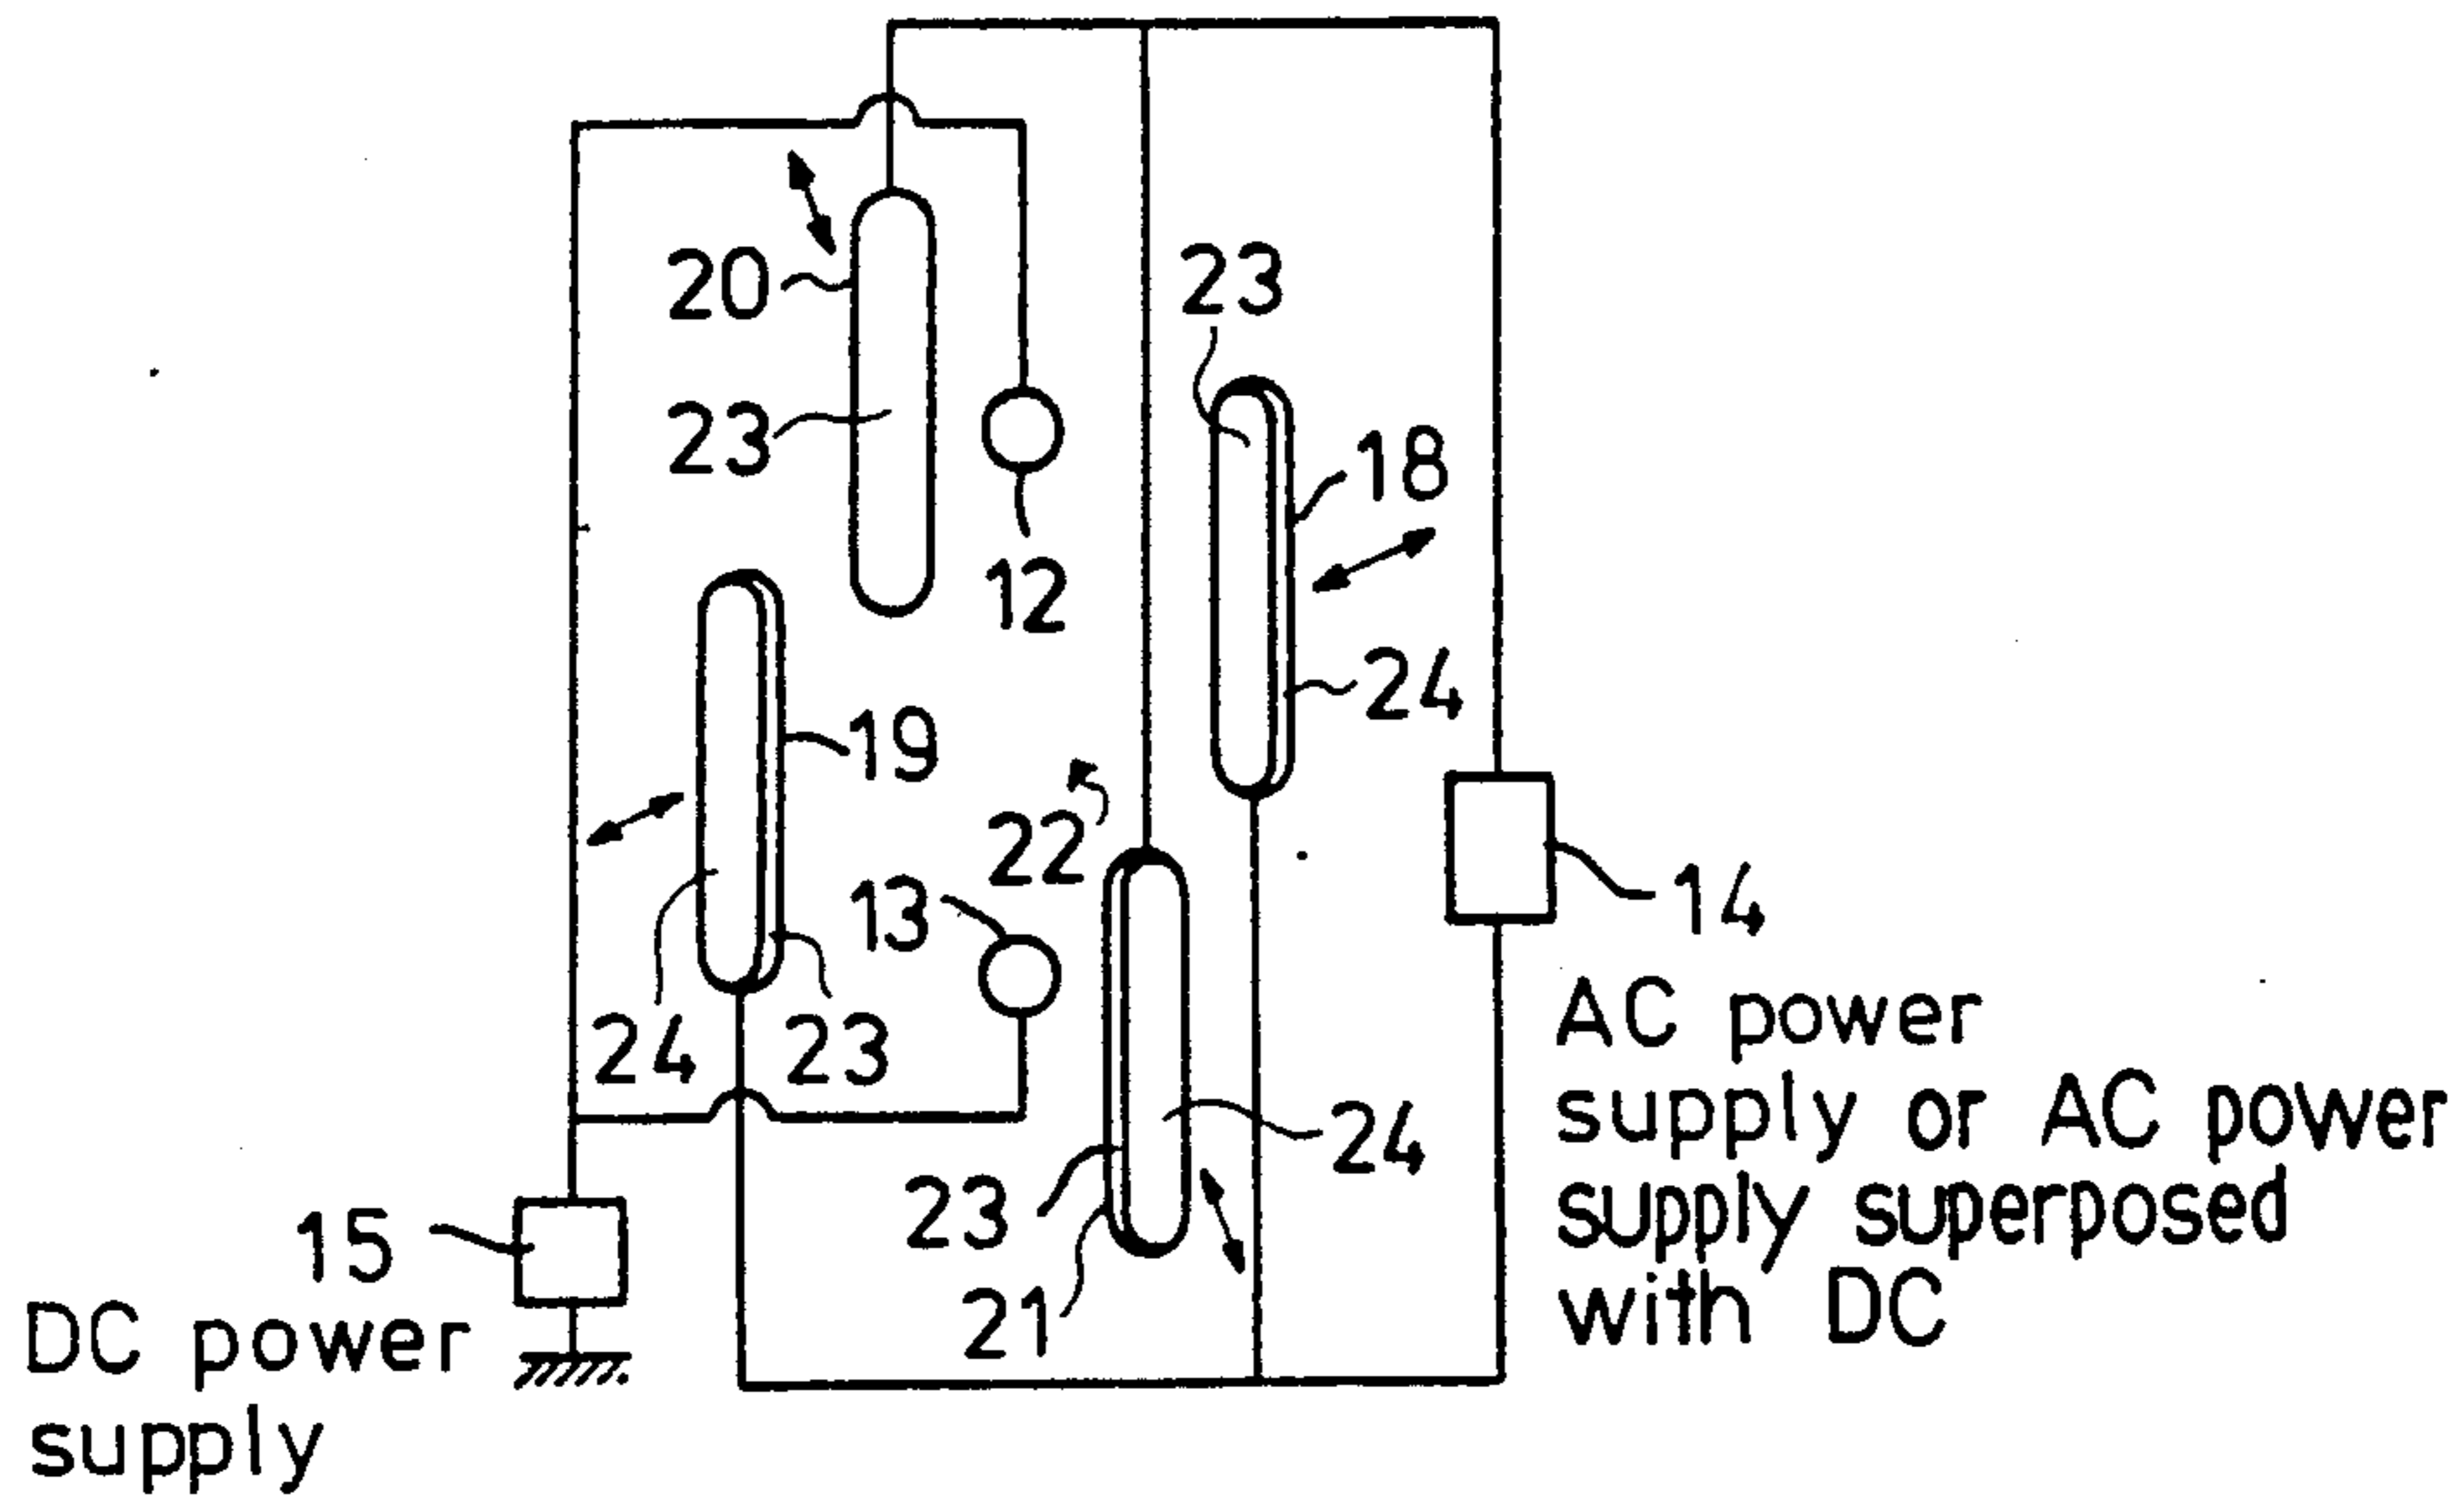 20
23
23
12
18
24
19
22
13
14
24
23
AC power
supply or AC power
supply superposed
with DC
24
23
21
15
DC power
supply